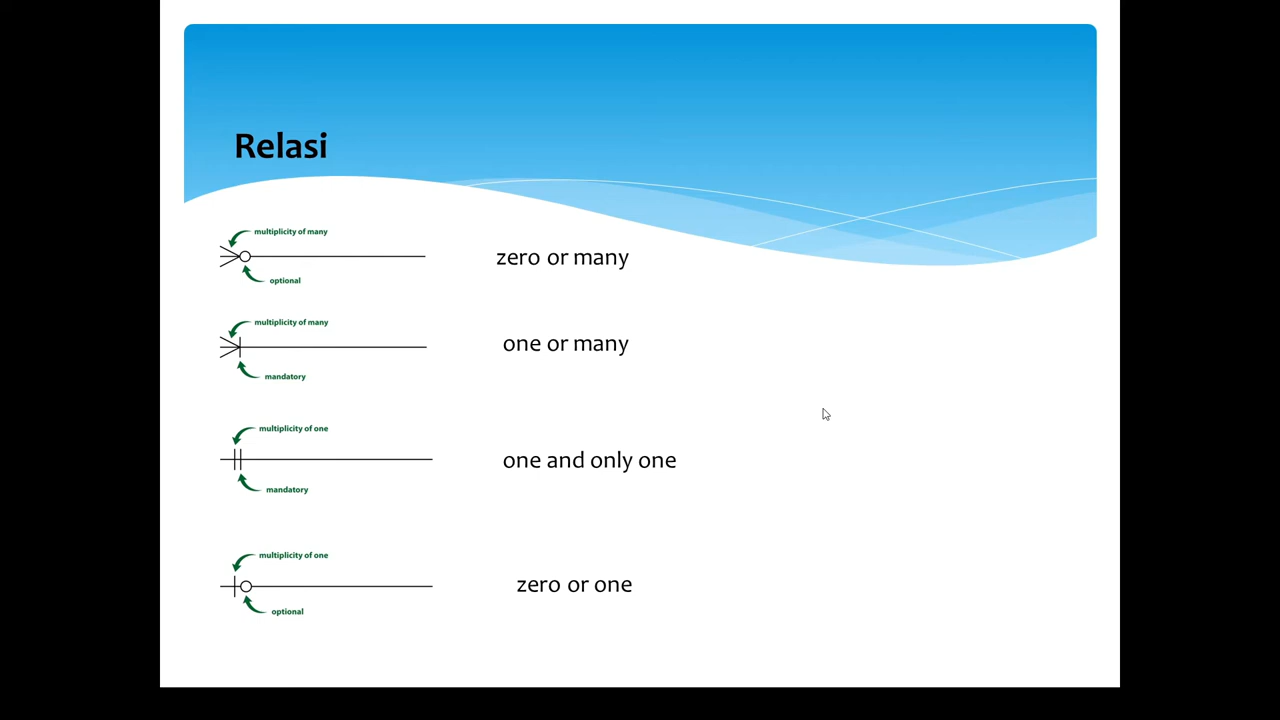 Relasi
multiplicity of many
zero or many
optional
multiplicity of many
one or many
mandatory
multiplicity of one
one and only one
mandatory
multiplicity of one
zero or one
optional